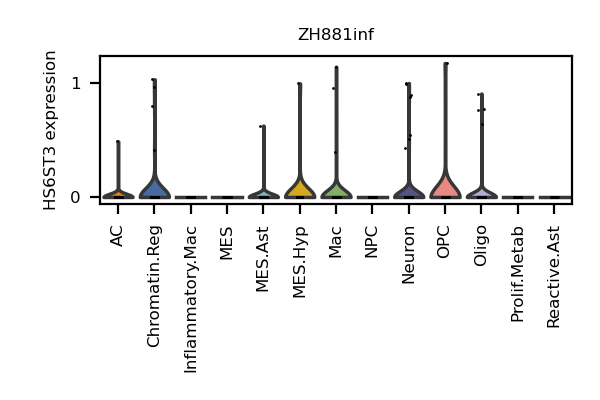 ZH881inf
HS6ST3 expression
1
0
AC
Chromatin.Reg
Inflammatory.Mac
MES
MES.Ast
MES.Hyp
Mac
NPC
Neuron
OPC
Oligo
Prolif.Metab
Reactive.Ast